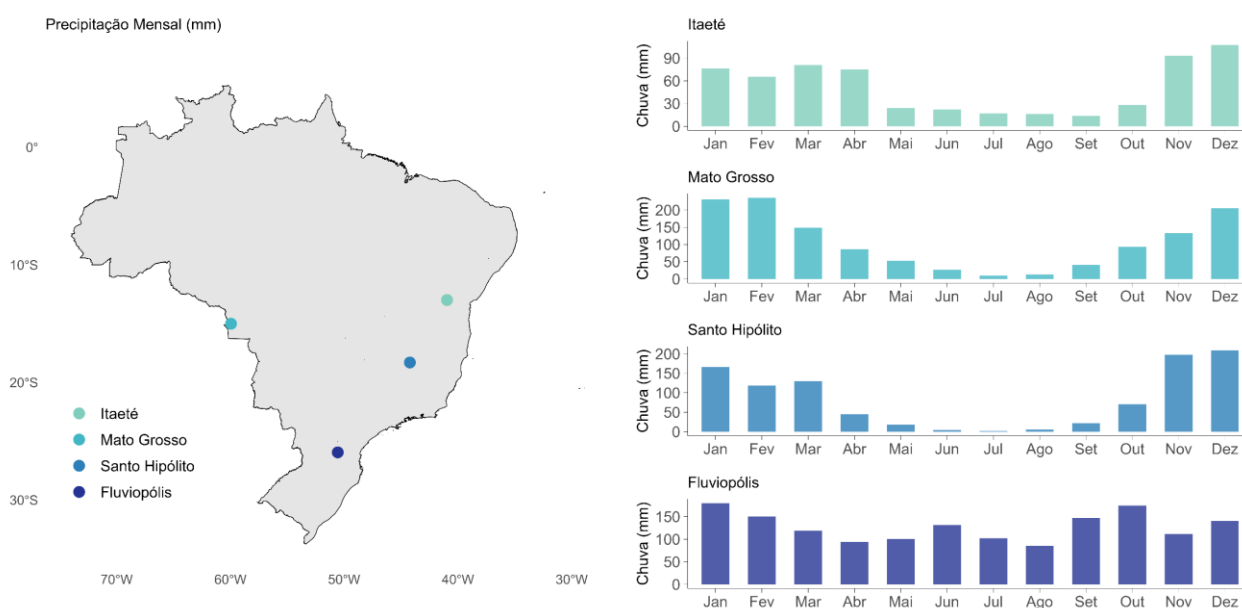 Precipitação Mensal (mm)
0°
10°S
20°S
30°S
70°W 60°W 50°W 40°W 30°W
Itaeté
Mato Grosso
Santo Hipólito
Fluviopólis
Itaeté
Chuva (mm)
90
60
30
0
Jan Fev Mar Abr Mai Jun Jul Ago Set Out Nov Dez
Mato Grosso
Chuva (mm)
200
150
100
50
0
Jan Fev Mar Abr Mai Jun Jul Ago Set Out Nov Dez
Santo Hipólito
Chuva (mm)
200
150
100
50
0
Jan Fev Mar Abr Mai Jun Jul Ago Set Out Nov Dez
Fluviopólis
Chuva (mm)
150
100
50
0
Jan Fev Mar Abr Mai Jun Jul Ago Set Out Nov Dez